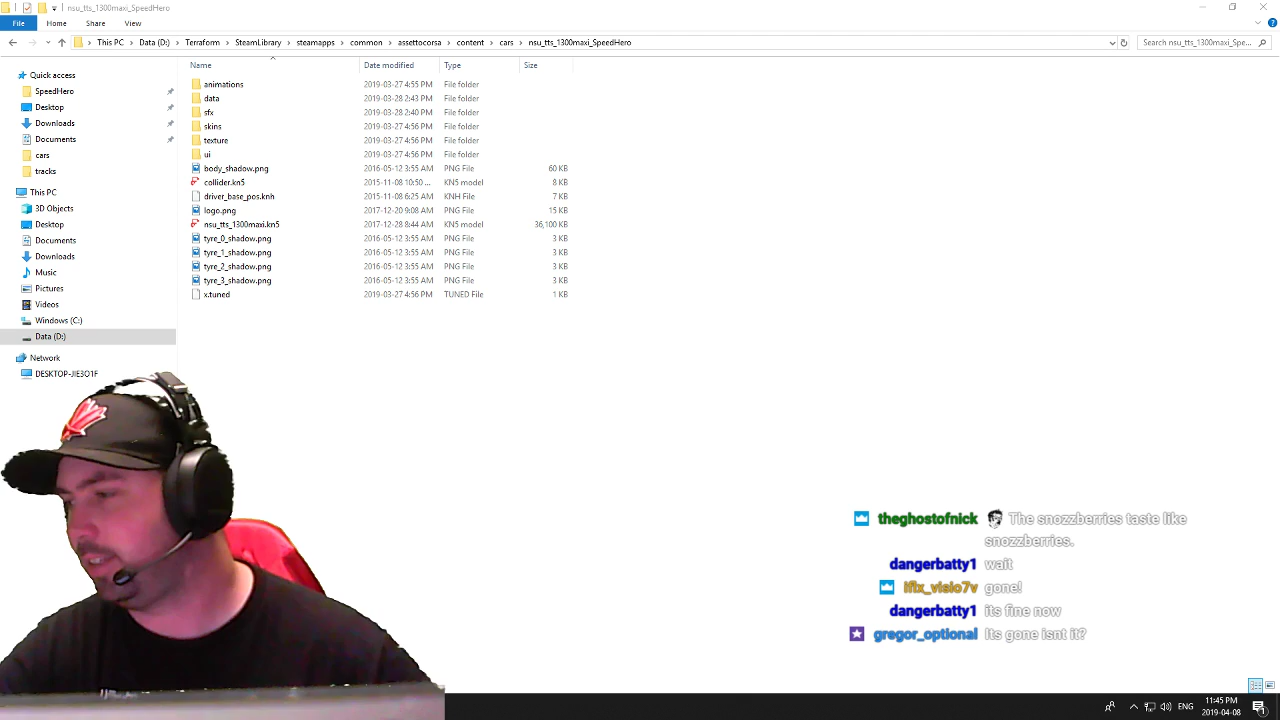 nsu_tts_1300maxi_SpeedHero
File Home Share View
This PC > Data (D:) > Terraform > SteamLibrary > steamapps > common > assettocorsa > content > cars > nsu_tts_1300maxi_SpeedHero
Search nsu_tts_1300maxi_Spe...
Name Date modified Type Size
Quick access
SpeedHero
Desktop
Downloads
Documents
cars
tracks
This PC
3D Objects
Desktop
Documents
Downloads
Music
Pictures
Videos
Windows (C:)
Data (D:)
Network
DESKTOP-JIE3O1F
animations 2019-03-27 4:55 PM File folder
data 2019-03-28 2:43 PM File folder
sfx 2019-03-28 2:40 PM File folder
skins 2019-03-27 4:56 PM File folder
texture 2019-03-27 4:56 PM File folder
ui 2019-03-27 4:56 PM File folder
body_shadow.png 2016-05-12 3:55 AM PNG File 60 KB
collider.kn5 2015-11-08 10:50 ... KN5 model 8 KB
driver_base_pos.knh 2015-11-08 6:25 AM KNH File 7 KB
logo.png 2017-12-20 9:08 AM PNG File 15 KB
nsu_tts_1300maxi.kn5 2017-12-28 8:44 AM KN5 model 36,100 KB
tyre_0_shadow.png 2016-05-12 3:55 AM PNG File 3 KB
tyre_1_shadow.png 2016-05-12 3:55 AM PNG File 3 KB
tyre_2_shadow.png 2016-05-12 3:55 AM PNG File 3 KB
tyre_3_shadow.png 2016-05-12 3:55 AM PNG File 3 KB
x.tuned 2019-03-27 4:56 PM TUNED File 1 KB
theghostofnick The snozzberries taste like
snozzberries.
dangerbatty1 wait
ifix_visio7v gone!
dangerbatty1 its fine now
gregor_optional Its gone isnt it?
ENG
11:45 PM
2019-04-08